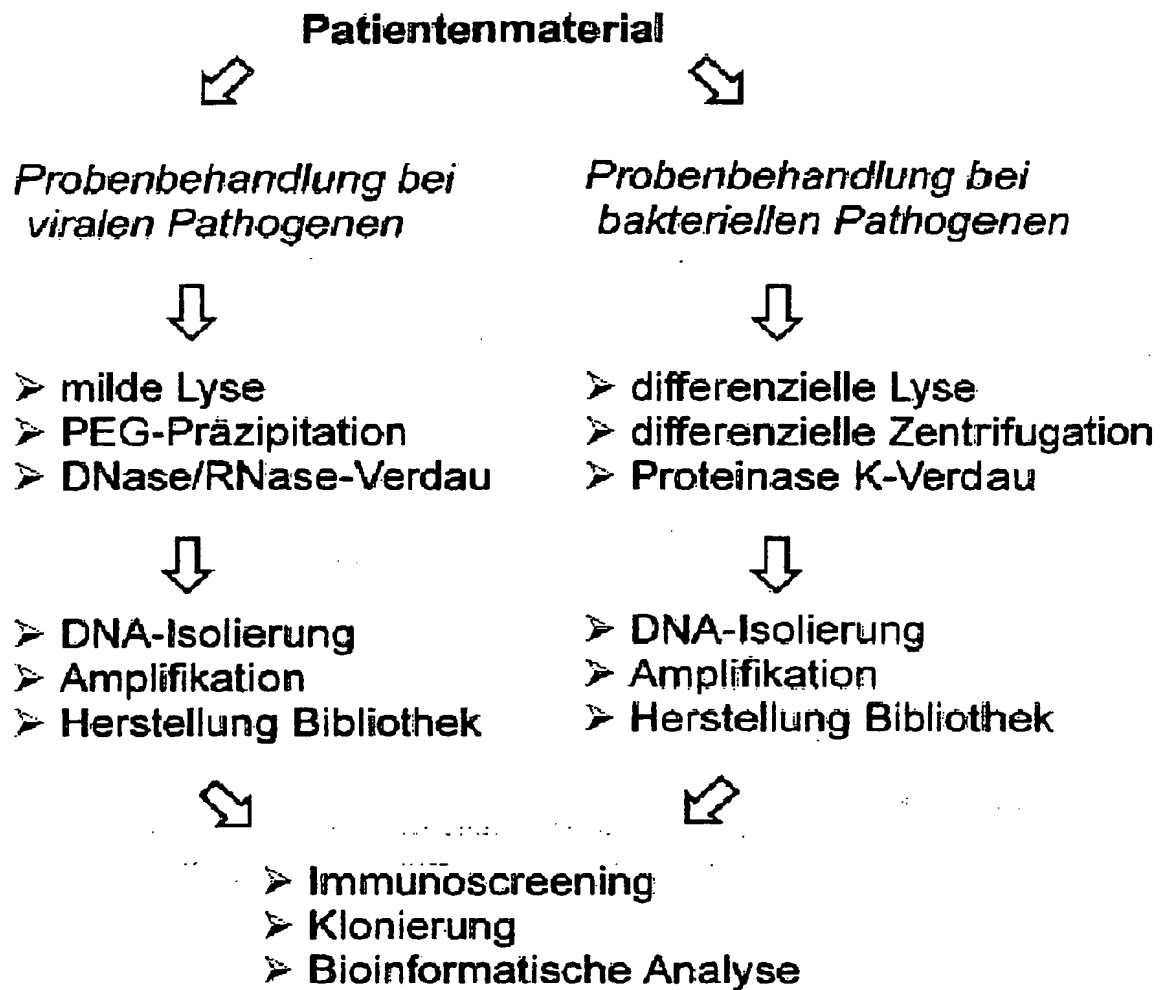 Patientenmaterial
Probenbehandlung bei
viralen Pathogenen
Probenbehandlung bei
bakteriellen Pathogenen
➢ milde Lyse
➢ PEG-Präzipitation
➢ DNase/RNase-Verdau
➢ differenzielle Lyse
➢ differenzielle Zentrifugation
➢ Proteinase K-Verdau
➢ DNA-Isolierung
➢ Amplifikation
➢ Herstellung Bibliothek
➢ DNA-Isolierung
➢ Amplifikation
➢ Herstellung Bibliothek
➢ Immunoscreening
➢ Klonierung
➢ Bioinformatische Analyse